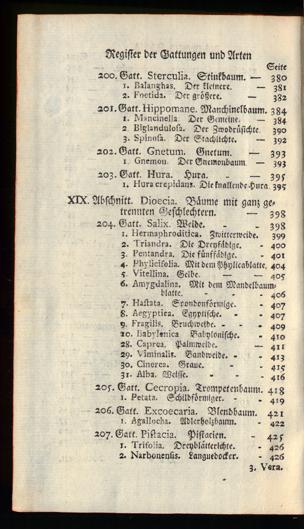 Register der Gattungen und Arten
Seite
200. Gatt. Sterculia. Stinkbaum. — 380
1. Balanghas. Der kleinere. — 381
2. Foetida. Der größere. — 382
201. Gatt. Hippomane. Manchinelbaum. 384
1. Mancinella. Der Gemeine. — 384
2. Biglandulosa. Der Zwodrüsichte. 390
3. Spinosa. Der Stachlichte. — 392
202. Gatt. Gnetum. Gnetum. — 393
1. Gnemon. Der Gnemonbaum. 393
203. Gatt. Hura. Hura. - — 395
1. Hura crepidans. Die knallende Hura. 395
XIX. Abschnitt. Dioecia. Bäume mit ganz ge-
trennten Geschlechtern. — 398
204. Gatt. Salix. Weide. - - 398
1. Hermaphroditica. Zwitterweide. 399
2. Triandra. Die Dreyfädige. - 400
3. Pentandra. Die fünffädige. - 401
4. Phylicifolia. Mit dem Phylicablatte. 404
5. Vitellina. Gelbe. — — 405
6. Amygdalina. Mit dem Mandelbaum-
blatte. - - - 406
7. Hastata. Spondonförmige. - 407
8. Aegyptica. Egyptische. - - 407
9. Fragilis. Bruchweide. - - 409
10. Babylonica Babylonische. - 410
28. Caprea. Palmweide. — 411
29. Viminalis. Bandweide. - - 413
30. Cinerea. Graue. - - - 415
31. Alba. Weisse. - - - 416
205. Gatt. Cecropia. Trompetenbaum. 418
1. Petata. Schildförmiger. - - 419
206. Gatt. Excoecaria. Blendbaum. 421
1. Agallocha. Adlerholzbaum. - 422
207. Gatt. Pistacia. Pistacien. - 425
1. Trifolia. Dreyblätterichte. - 426
2. Narbonensis. Languedocker. - 426
3. Vera.